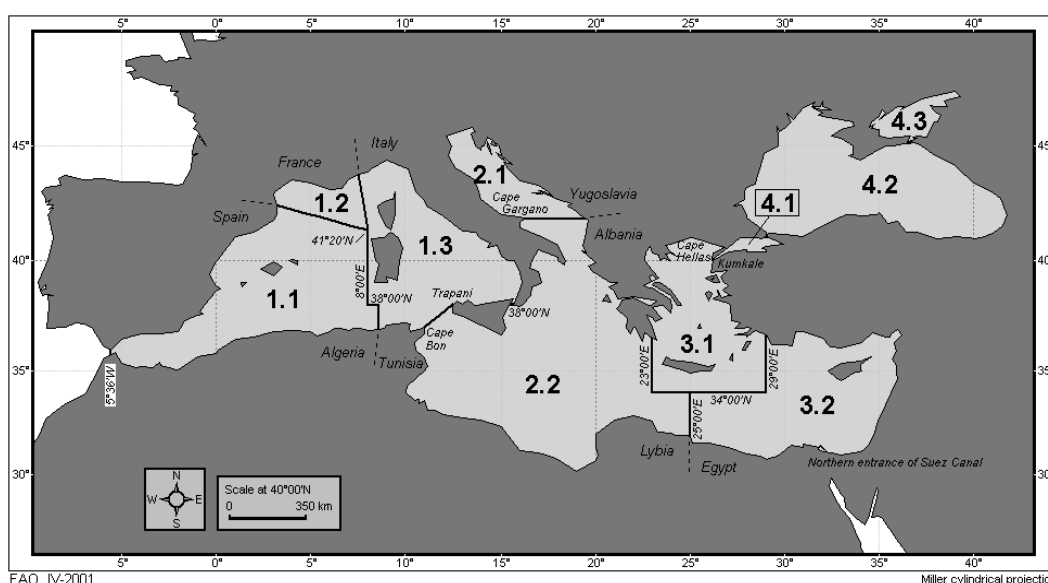 5° 0° 5° 10° 15° 20° 25° 30° 35° 40°
45° 45°
40° 40°
35° 35°
30° 30°
Italy
France
Spain
1.2
41°20'N
1.3
8°00'E
38°00'N
1.1
Trapani
Cape
Bon
Algeria
Tunisia
5°36'W
2.1
Cape
Gargano
Yugoslavia
Albania
38°00'N
2.2
Cape
Hellas
Kumkale
4.1
4.2
4.3
3.1
23°00'E
29°00'E
34°00'N
25°00'E
3.2
Lybia
Egypt
Northern entrance of Suez Canal
N
W E
S
Scale at 40°00'N
0 350 km
5° 0° 5° 10° 15° 20° 25° 30° 35° 40°
FAO, IV-2001
Miller cylindrical projectio